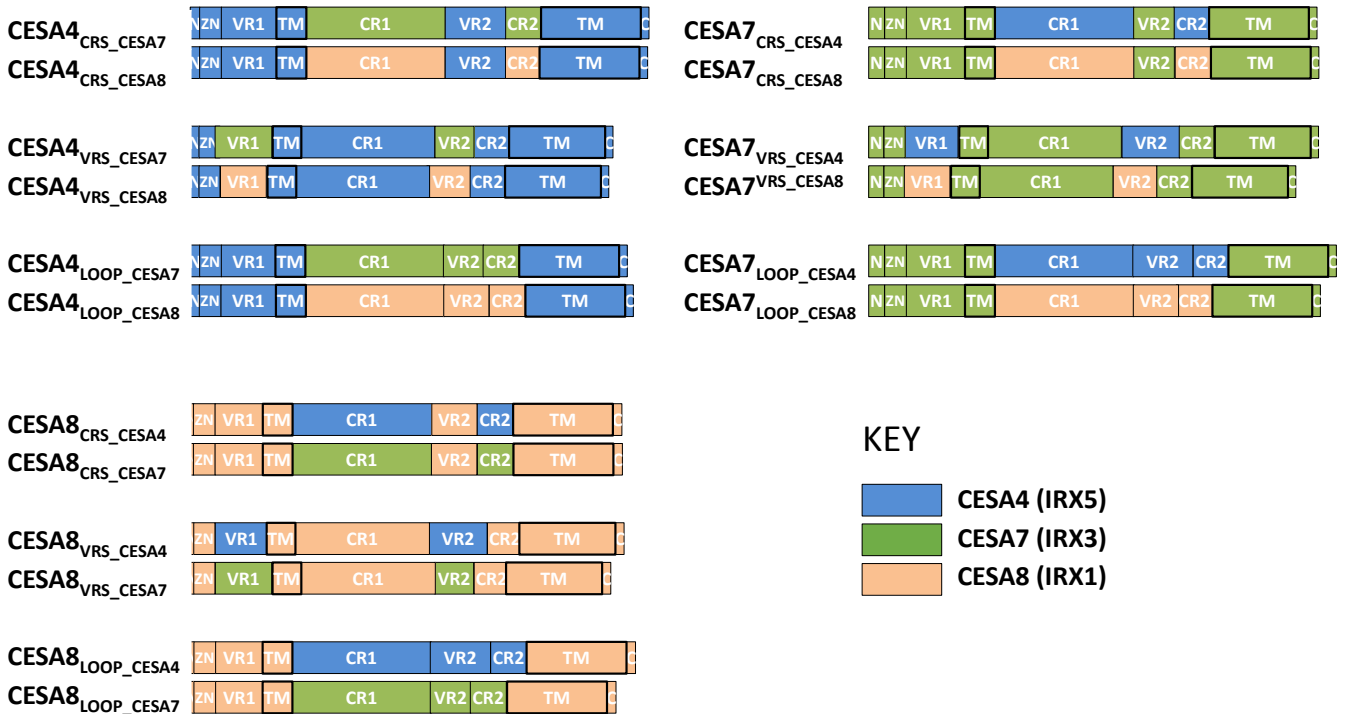 CESA4CRS_CESA7 NZN VR1 TM CR1 VR2 CR2 TM C
CESA4CRS_CESA8 NZN VR1 TM CR1 VR2 CR2 TM C
CESA4VRS_CESA7 NZN VR1 TM CR1 VR2 CR2 TM C
CESA4VRS_CESA8 NZN VR1 TM CR1 VR2 CR2 TM C
CESA4LOOP_CESA7 NZN VR1 TM CR1 VR2 CR2 TM C
CESA4LOOP_CESA8 NZN VR1 TM CR1 VR2 CR2 TM C
CESA7CRS_CESA4 N ZN VR1 TM CR1 VR2 CR2 TM C
CESA7CRS_CESA8 N ZN VR1 TM CR1 VR2 CR2 TM C
CESA7VRS_CESA4 N ZN VR1 TM CR1 VR2 CR2 TM C
CESA7VRS_CESA8 N ZN VR1 TM CR1 VR2 CR2 TM C
CESA7LOOP_CESA4 N ZN VR1 TM CR1 VR2 CR2 TM C
CESA7LOOP_CESA8 N ZN VR1 TM CR1 VR2 CR2 TM C
CESA8CRS_CESA4 ZN VR1 TM CR1 VR2 CR2 TM C
CESA8CRS_CESA7 ZN VR1 TM CR1 VR2 CR2 TM C
CESA8VRS_CESA4 ZN VR1 TM CR1 VR2 CR2 TM C
CESA8VRS_CESA7 ZN VR1 TM CR1 VR2 CR2 TM C
CESA8LOOP_CESA4 ZN VR1 TM CR1 VR2 CR2 TM C
CESA8LOOP_CESA7 ZN VR1 TM CR1 VR2 CR2 TM C
KEY
CESA4 (IRX5)
CESA7 (IRX3)
CESA8 (IRX1)